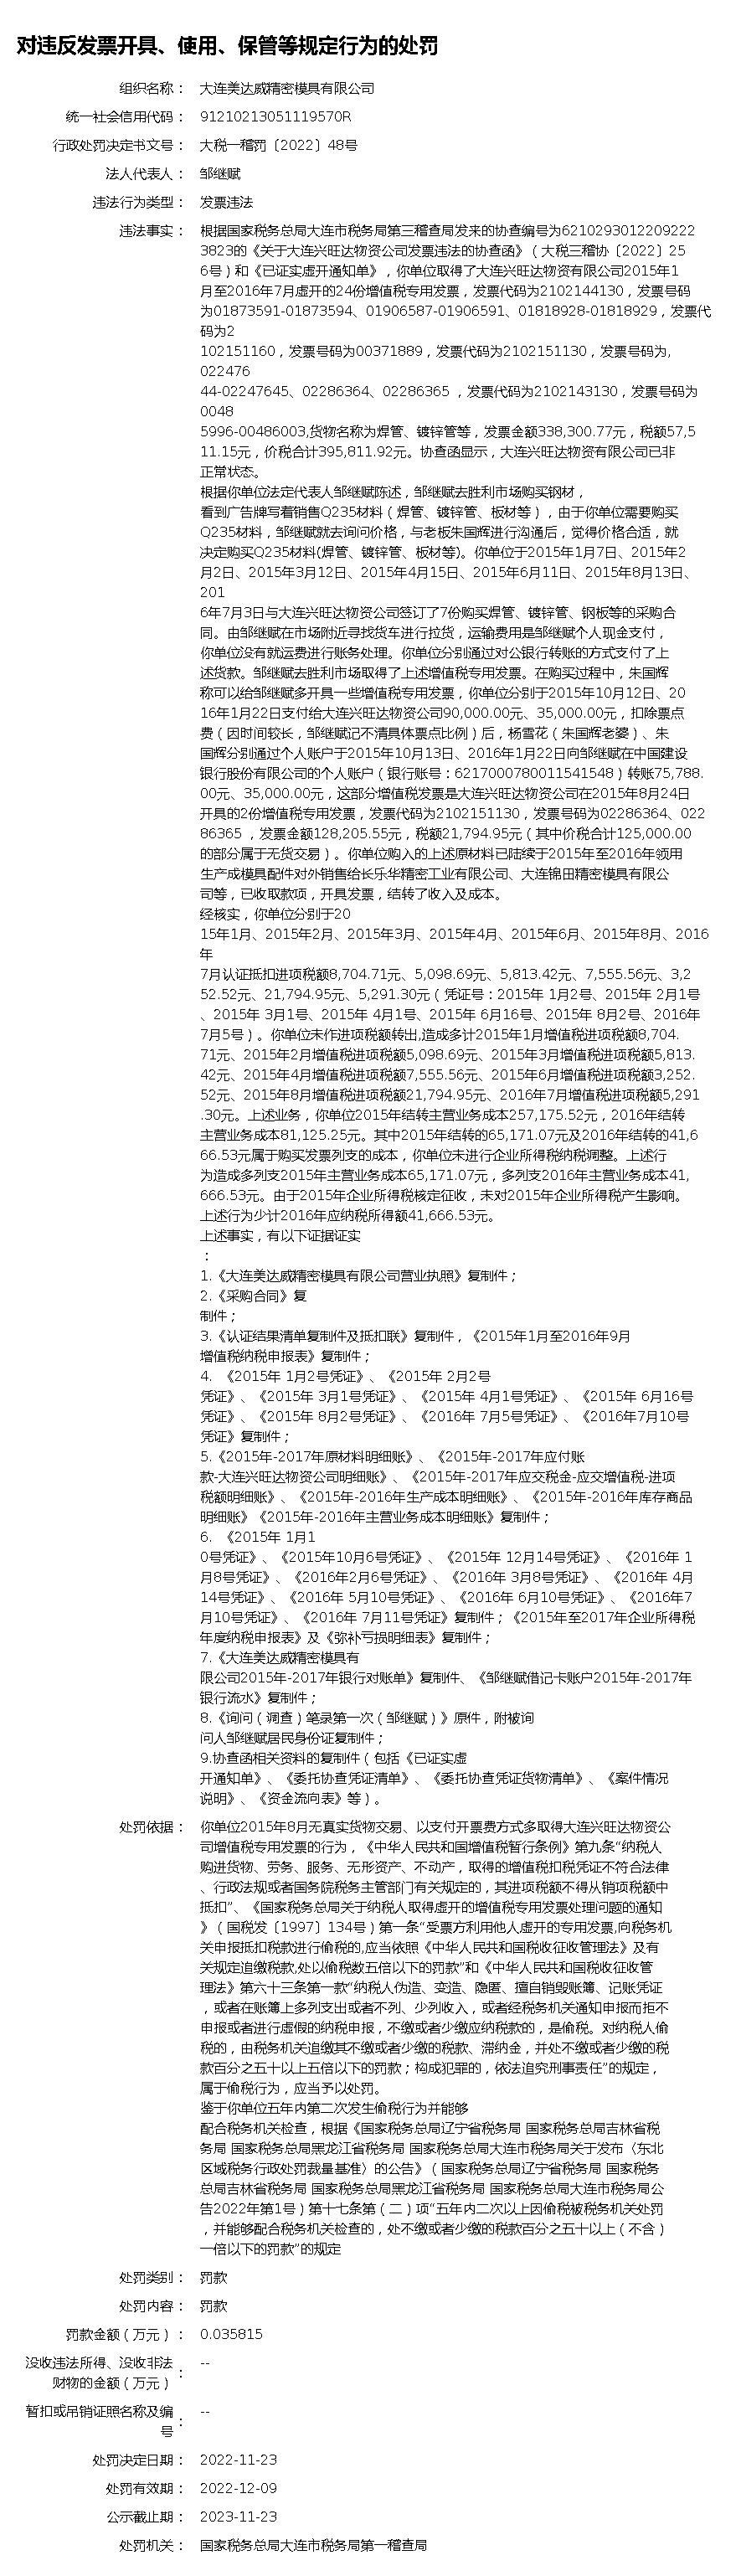 对违反发票开具、使用、保管等规定行为的处罚
组织名称： 大连美达威精密模具有限公司
统一社会信用代码： 91210213051119570R
行政处罚决定书文号： 大税一稽罚〔2022〕48号
法人代表人： 邹继赋
违法行为类型： 发票违法
违法事实： 根据国家税务总局大连市税务局第三稽查局发来的协查编号为6210293012209222
3823的《关于大连兴旺达物资公司发票违法的协查函》（大税三稽协〔2022〕25
6号）和《已证实虚开通知单》，你单位取得了大连兴旺达物资有限公司2015年1
月至2016年7月虚开的24份增值税专用发票，发票代码为2102144130，发票号码
为01873591-01873594、01906587-01906591、01818928-01818929，发票代
码为2
102151160，发票号码为00371889，发票代码为2102151130，发票号码为,
022476
44-02247645、02286364、02286365 ，发票代码为2102143130，发票号码为
0048
5996-00486003,货物名称为焊管、镀锌管等，发票金额338,300.77元，税额57,5
11.15元，价税合计395,811.92元。协查函显示，大连兴旺达物资有限公司已非
正常状态。
根据你单位法定代表人邹继赋陈述，邹继赋去胜利市场购买钢材，
看到广告牌写着销售Q235材料（焊管、镀锌管、板材等），由于你单位需要购买
Q235材料，邹继赋就去询问价格，与老板朱国辉进行沟通后，觉得价格合适，就
决定购买Q235材料(焊管、镀锌管、板材等)。你单位于2015年1月7日、2015年2
月2日、2015年3月12日、2015年4月15日、2015年6月11日、2015年8月13日、
201
6年7月3日与大连兴旺达物资公司签订了7份购买焊管、镀锌管、钢板等的采购合
同。由邹继赋在市场附近寻找货车进行拉货，运输费用是邹继赋个人现金支付，
你单位没有就运费进行账务处理。你单位分别通过对公银行转账的方式支付了上
述货款。邹继赋去胜利市场取得了上述增值税专用发票。在购买过程中，朱国辉
称可以给邹继赋多开具一些增值税专用发票，你单位分别于2015年10月12日、20
16年1月22日支付给大连兴旺达物资公司90,000.00元、35,000.00元，扣除票点
费（因时间较长，邹继赋记不清具体票点比例）后，杨雪花（朱国辉老婆）、朱
国辉分别通过个人账户于2015年10月13日、2016年1月22日向邹继赋在中国建设
银行股份有限公司的个人账户（银行账号：6217000780011541548）转账75,788.
00元、35,000.00元，这部分增值税发票是大连兴旺达物资公司在2015年8月24日
开具的2份增值税专用发票，发票代码为2102151130，发票号码为02286364、022
86365 ，发票金额128,205.55元，税额21,794.95元（其中价税合计125,000.00
的部分属于无货交易）。你单位购入的上述原材料已陆续于2015年至2016年领用
生产成模具配件对外销售给长乐华精密工业有限公司、大连锦田精密模具有限公
司等，已收取款项，开具发票，结转了收入及成本。
经核实，你单位分别于20
15年1月、2015年2月、2015年3月、2015年4月、2015年6月、2015年8月、2016
年
7月认证抵扣进项税额8,704.71元、5,098.69元、5,813.42元、7,555.56元、3,2
52.52元、21,794.95元、5,291.30元（ 凭证号：2015年 1月2号、2015年 2月1号
、2015年 3月1号、2015年 4月1号、2015年 6月16号、2015年 8月2号、2016年
7月5号 ）。你单位未作进项税额转出,造成多计2015年1月增值税进项税额8,704.
71元、2015年2月增值税进项税额5,098.69元、2015年3月增值税进项税额5,813.
42元、2015年4月增值税进项税额7,555.56元、2015年6月增值税进项税额3,252.
52元、2015年8月增值税进项税额21,794.95元、2016年7月增值税进项税额5,291
.30元。上述业务，你单位2015年结转主营业务成本257,175.52元，2016年结转
主营业务成本81,125.25元。其中2015年结转的65,171.07元及2016年结转的41,6
66.53元属于购买发票列支的成本，你单位未进行企业所得税纳税调整。上述行
为造成多列支2015年主营业务成本65,171.07元，多列支2016年主营业务成本41,
666.53元。由于2015年企业所得税核定征收，未对2015年企业所得税产生影响。
上述行为少计2016年应纳税所得额41,666.53元。
上述事实，有以下证据证实
：
1.《大连美达威精密模具有限公司营业执照》复制件；
2.《采购合同》复
制件；
3.《认证结果清单复制件及抵扣联》复制件，《2015年1月至2016年9月
增值税纳税申报表》复制件；
4. 《2015年 1月2号凭证》、《2015年 2月2号
凭证》、《2015年 3月1号凭证》、《2015年 4月1号凭证》、《2015年 6月16号
凭证》、《2015年 8月2号凭证》、《2016年 7月5号凭证》、《2016年7月10号
凭证》复制件；
5.《2015年-2017年原材料明细账》、《2015年-2017年应付账
款-大连兴旺达物资公司明细账》、《2015年-2017年应交税金-应交增值税-进项
税额明细账》、《2015年-2016年生产成本明细账》、《2015年-2016年库存商品
明细账》《2015年-2016年主营业务成本明细账》复制件；
6. 《2015年 1月1
0号凭证》、《2015年10月6号凭证》、《2015年 12月14号凭证》、《2016年 1
月8号凭证》、《2016年2月6号凭证》、《2016年 3月8号凭证》、《2016年 4月
14号凭证》、《2016年 5月10号凭证》、《2016年 6月10号凭证》、《2016年7
月10号凭证》、《2016年 7月11号凭证》复制件；《2015年至2017年企业所得税
年度纳税申报表》及《弥补亏损明细表》复制件；
7.《大连美达威精密模具有
限公司2015年-2017年银行对账单》复制件、《邹继赋借记卡账户2015年-2017年
银行流水》复制件；
8.《询问（调查）笔录第一次（邹继赋）》原件，附被询
问人邹继赋居民身份证复制件；
9.协查函相关资料的复制件（包括《已证实虚
开通知单》、《委托协查凭证清单》、《委托协查凭证货物清单》、《案件情况
说明》、《资金流向表》等）。
处罚依据： 你单位2015年8月无真实货物交易、以支付开票费方式多取得大连兴旺达物资公
司增值税专用发票的行为，《中华人民共和国增值税暂行条例》第九条“纳税人
购进货物、劳务、服务、无形资产、不动产，取得的增值税扣税凭证不符合法律
、行政法规或者国务院税务主管部门有关规定的，其进项税额不得从销项税额中
抵扣”、《国家税务总局关于纳税人取得虚开的增值税专用发票处理问题的通知
》（国税发〔1997〕134号）第一条“受票方利用他人虚开的专用发票,向税务机
关申报抵扣税款进行偷税的,应当依照《中华人民共和国税收征收管理法》及有
关规定追缴税款,处以偷税数五倍以下的罚款”和《中华人民共和国税收征收管
理法》第六十三条第一款“纳税人伪造、变造、隐匿、擅自销毁账簿、记账凭证
，或者在账簿上多列支出或者不列、少列收入，或者经税务机关通知申报而拒不
申报或者进行虚假的纳税申报，不缴或者少缴应纳税款的，是偷税。对纳税人偷
税的，由税务机关追缴其不缴或者少缴的税款、滞纳金，并处不缴或者少缴的税
款百分之五十以上五倍以下的罚款；构成犯罪的，依法追究刑事责任”的规定，
属于偷税行为，应当予以处罚。
鉴于你单位五年内第二次发生偷税行为并能够
配合税务机关检查，根据《国家税务总局辽宁省税务局 国家税务总局吉林省税
务局 国家税务总局黑龙江省税务局 国家税务总局大连市税务局关于发布〈东北
区域税务行政处罚裁量基准〉的公告》（国家税务总局辽宁省税务局 国家税务
总局吉林省税务局 国家税务总局黑龙江省税务局 国家税务总局大连市税务局公
告2022年第1号）第十七条第（二）项“五年内二次以上因偷税被税务机关处罚
，并能够配合税务机关检查的，处不缴或者少缴的税款百分之五十以上（不含）
一倍以下的罚款”的规定
处罚类别： 罚款
处罚内容： 罚款
罚款金额（万元）： 0.035815
没收违法所得、没收非法
财物的金额（万元）： --
暂扣或吊销证照名称及编
号： --
处罚决定日期： 2022-11-23
处罚有效期： 2022-12-09
公示截止期： 2023-11-23
处罚机关： 国家税务总局大连市税务局第一稽查局